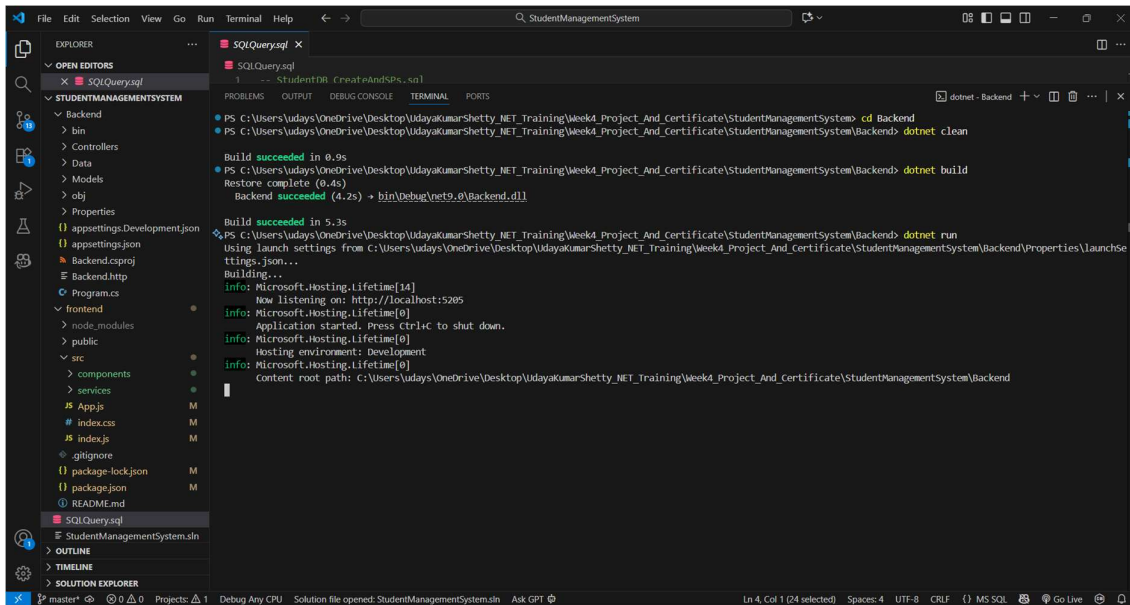 File Edit Selection View Go Run Terminal Help
StudentManagementSystem
EXPLORER
OPEN EDITORS
SQLQuery.sql
STUDENTMANAGEMENTSYSTEM
Backend
bin
Controllers
Data
Models
obj
Properties
appsettings.Development.json
appsettings.json
Backend.csproj
Backend.http
Program.cs
frontend
node_modules
public
src
components
services
JS App.js M
# index.css M
JS index.js M
.gitignore
{} package-lock.json M
{} package.json M
README.md
SQLQuery.sql
StudentManagementSystem.sln
OUTLINE
TIMELINE
SOLUTION EXPLORER
13
1
1
SQLQuery.sql
SQLQuery.sql
1 -- StudentDB_CreateAndSPs.sql
PROBLEMS OUTPUT DEBUG CONSOLE TERMINAL PORTS
dotnet - Backend
PS C:\Users\udays\OneDrive\Desktop\UdayaKumarShetty_NET_Training\Week4_Project_And_Certificate\StudentManagementSystem> cd Backend
PS C:\Users\udays\OneDrive\Desktop\UdayaKumarShetty_NET_Training\Week4_Project_And_Certificate\StudentManagementSystem\Backend> dotnet clean
Build succeeded in 0.9s
PS C:\Users\udays\OneDrive\Desktop\UdayaKumarShetty_NET_Training\Week4_Project_And_Certificate\StudentManagementSystem\Backend> dotnet build
Restore complete (0.4s)
Backend succeeded (4.2s) → bin\Debug\net9.0\Backend.dll
Build succeeded in 5.3s
PS C:\Users\udays\OneDrive\Desktop\UdayaKumarShetty_NET_Training\Week4_Project_And_Certificate\StudentManagementSystem\Backend> dotnet run
Using launch settings from C:\Users\udays\OneDrive\Desktop\UdayaKumarShetty_NET_Training\Week4_Project_And_Certificate\StudentManagementSystem\Backend\Properties\launchSe
ttings.json...
Building...
info: Microsoft.Hosting.Lifetime[14]
Now listening on: http://localhost:5205
info: Microsoft.Hosting.Lifetime[0]
Application started. Press Ctrl+C to shut down.
info: Microsoft.Hosting.Lifetime[0]
Hosting environment: Development
info: Microsoft.Hosting.Lifetime[0]
Content root path: C:\Users\udays\OneDrive\Desktop\UdayaKumarShetty_NET_Training\Week4_Project_And_Certificate\StudentManagementSystem\Backend
master* 0 0 Projects: 1 Debug Any CPU Solution file opened: StudentManagementSystem.sln Ask GPT Ln 4, Col 1 (24 selected) Spaces: 4 UTF-8 CRLF {} MS SQL Go Live